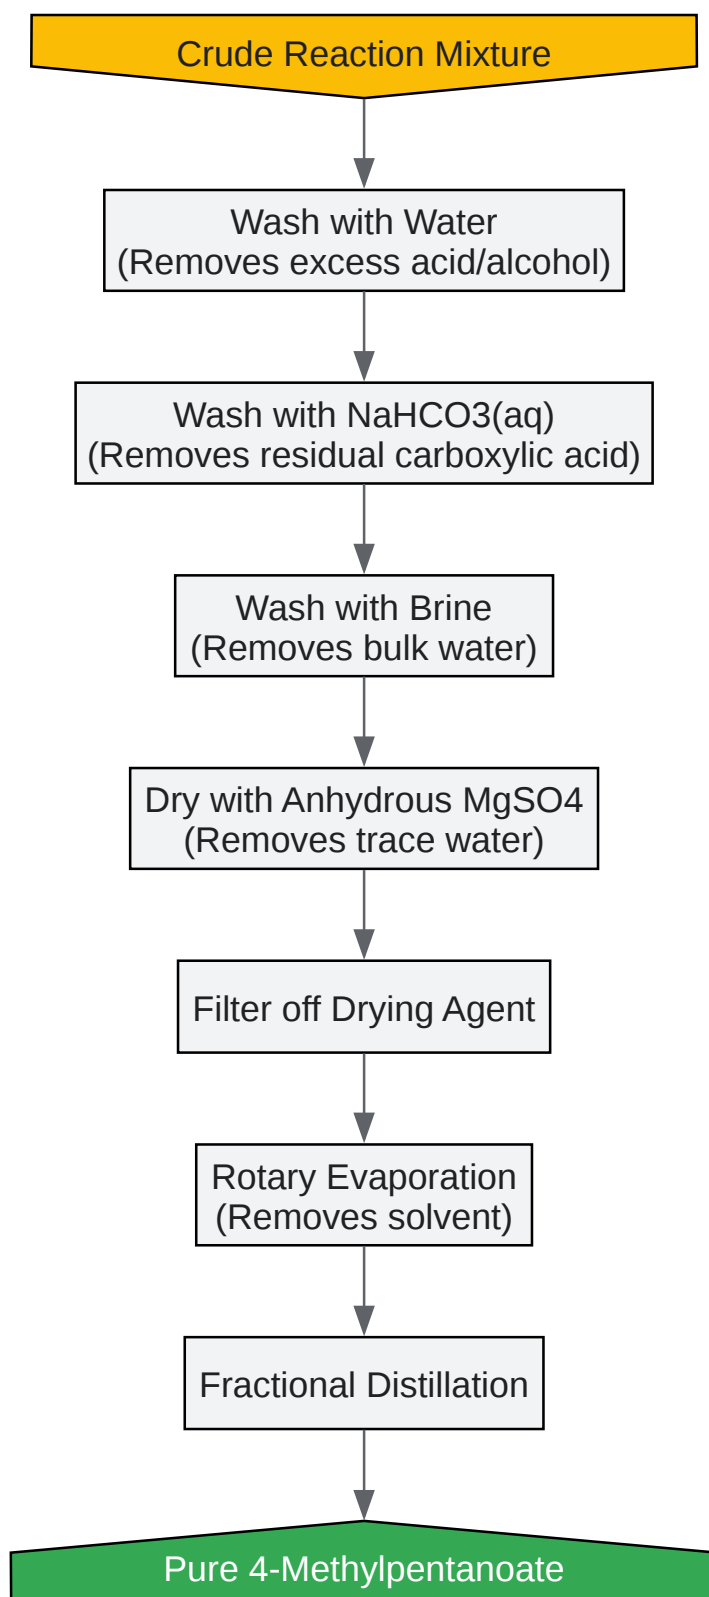 Crude Reaction Mixture
Wash with Water
(Removes excess acid/alcohol)
Wash with NaHCO3(aq)
(Removes residual carboxylic acid)
Wash with Brine
(Removes bulk water)
Dry with Anhydrous MgSO4
(Removes trace water)
Filter off Drying Agent
Rotary Evaporation
(Removes solvent)
Fractional Distillation
Pure 4-Methylpentanoate